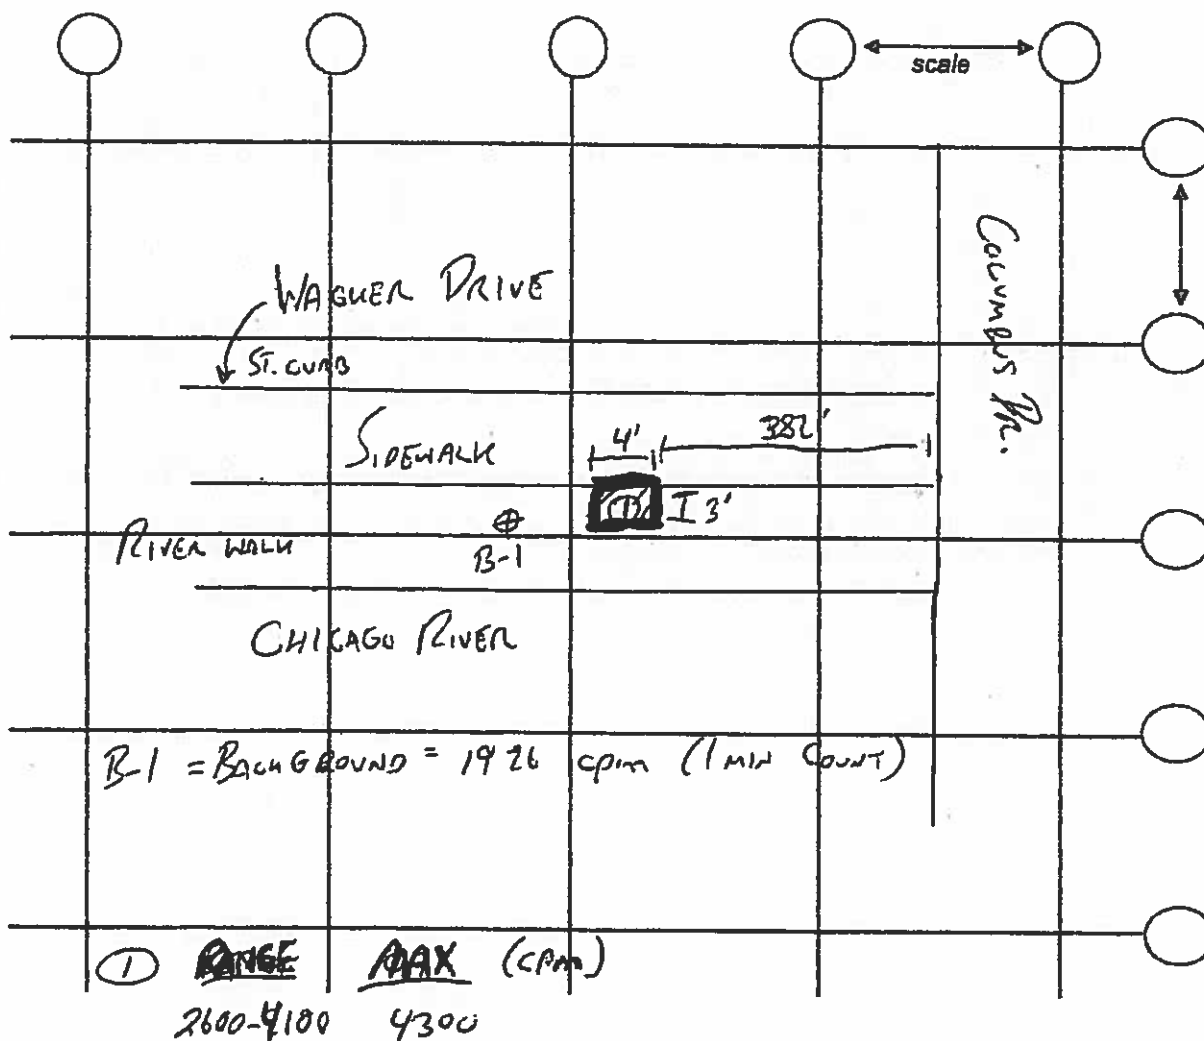 scale
COLUMBUS DR.
WAGNER DRIVE
ST. CURB
SIDEWALK
4'
382'
1
3'
RIVER WALK
B-1
CHICAGO RIVER
B-1 = BACKGROUND = 1926 cpm (1 MIN COUNT)
1 RANGE MAX (cpm)
2600-4100 4300